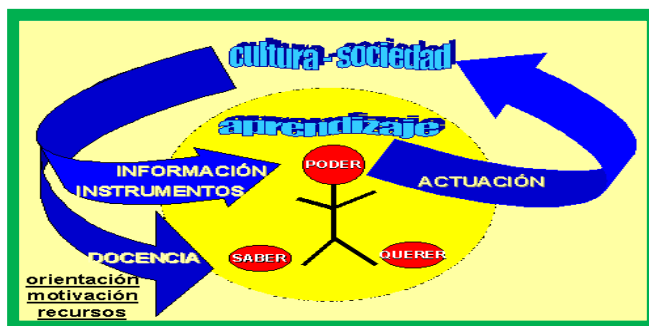 cultura - sociedad
aprendizaje
PODER
INFORMACIÓN
INSTRUMENTOS
ACTUACIÓN
DOCENCIA
SABER
QUERER
orientación
motivación
recursos